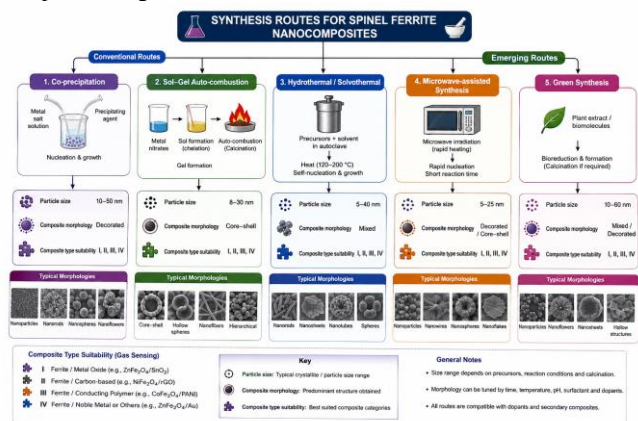 SYNTHESIS ROUTES FOR SPINEL FERRITE
NANOCOMPOSITES
Conventional Routes
Emerging Routes
1. Co-precipitation
Metal
salt
solution
Precipitating
agent
Nucleation & growth
Particle size
10–50 nm
Composite morphology
Decorated
Composite type suitability
I, II, III, IV
Typical Morphologies
Nanoparticles
Nanorods
Nanospheres
Nanoflowers
2. Sol–Gel Auto-combustion
Metal
nitrates
Sol formation
(chelation)
Auto-combustion
(Calcination)
Gel formation
Particle size
8–30 nm
Composite morphology
Core–shell
Composite type suitability
I, II, III, IV
Typical Morphologies
Core–shell
Hollow
spheres
Nanofibers
Hierarchical
3. Hydrothermal / Solvothermal
Precursors + solvent
in autoclave
Heat (120–200 °C)
Self-nucleation & growth
Particle size
5–40 nm
Composite morphology
Mixed
Composite type suitability
I, II, III, IV
Typical Morphologies
Nanorods
Nanosheets
Nanotubes
Spheres
4. Microwave-assisted
Synthesis
Microwave irradiation
(rapid heating)
Rapid nucleation
Short reaction time
Particle size
5–25 nm
Composite morphology
Decorated
/ Core–shell
Composite type suitability
I, II, III, IV
Typical Morphologies
Nanoparticles
Nanowires
Nanospheres
Nanoflakes
5. Green Synthesis
Plant extract /
biomolecules
Bioreduction & formation
(Calcination if required)
Particle size
10–60 nm
Composite morphology
Mixed /
Decorated
Composite type suitability
I, II, III, IV
Typical Morphologies
Nanoparticles
Nanoflowers
Nanosheets
Hollow
structures
Composite Type Suitability (Gas Sensing)
I Ferrite / Metal Oxide (e.g., ZnFe₂O₄/SnO₂)
II Ferrite / Carbon-based (e.g., NiFe₂O₄/rGO)
III Ferrite / Conducting Polymer (e.g., CoFe₂O₄/PANI)
IV Ferrite / Noble Metal or Others (e.g., ZnFe₂O₄/Au)
Key
Particle size: Typical crystallite / particle size range
Composite morphology: Predominant structure obtained
Composite type suitability: Best suited composite categories
General Notes
• Size range depends on precursors, reaction conditions and calcination.
• Morphology can be tuned by time, temperature, pH, surfactant and dopants.
• All routes are compatible with dopants and secondary composites.